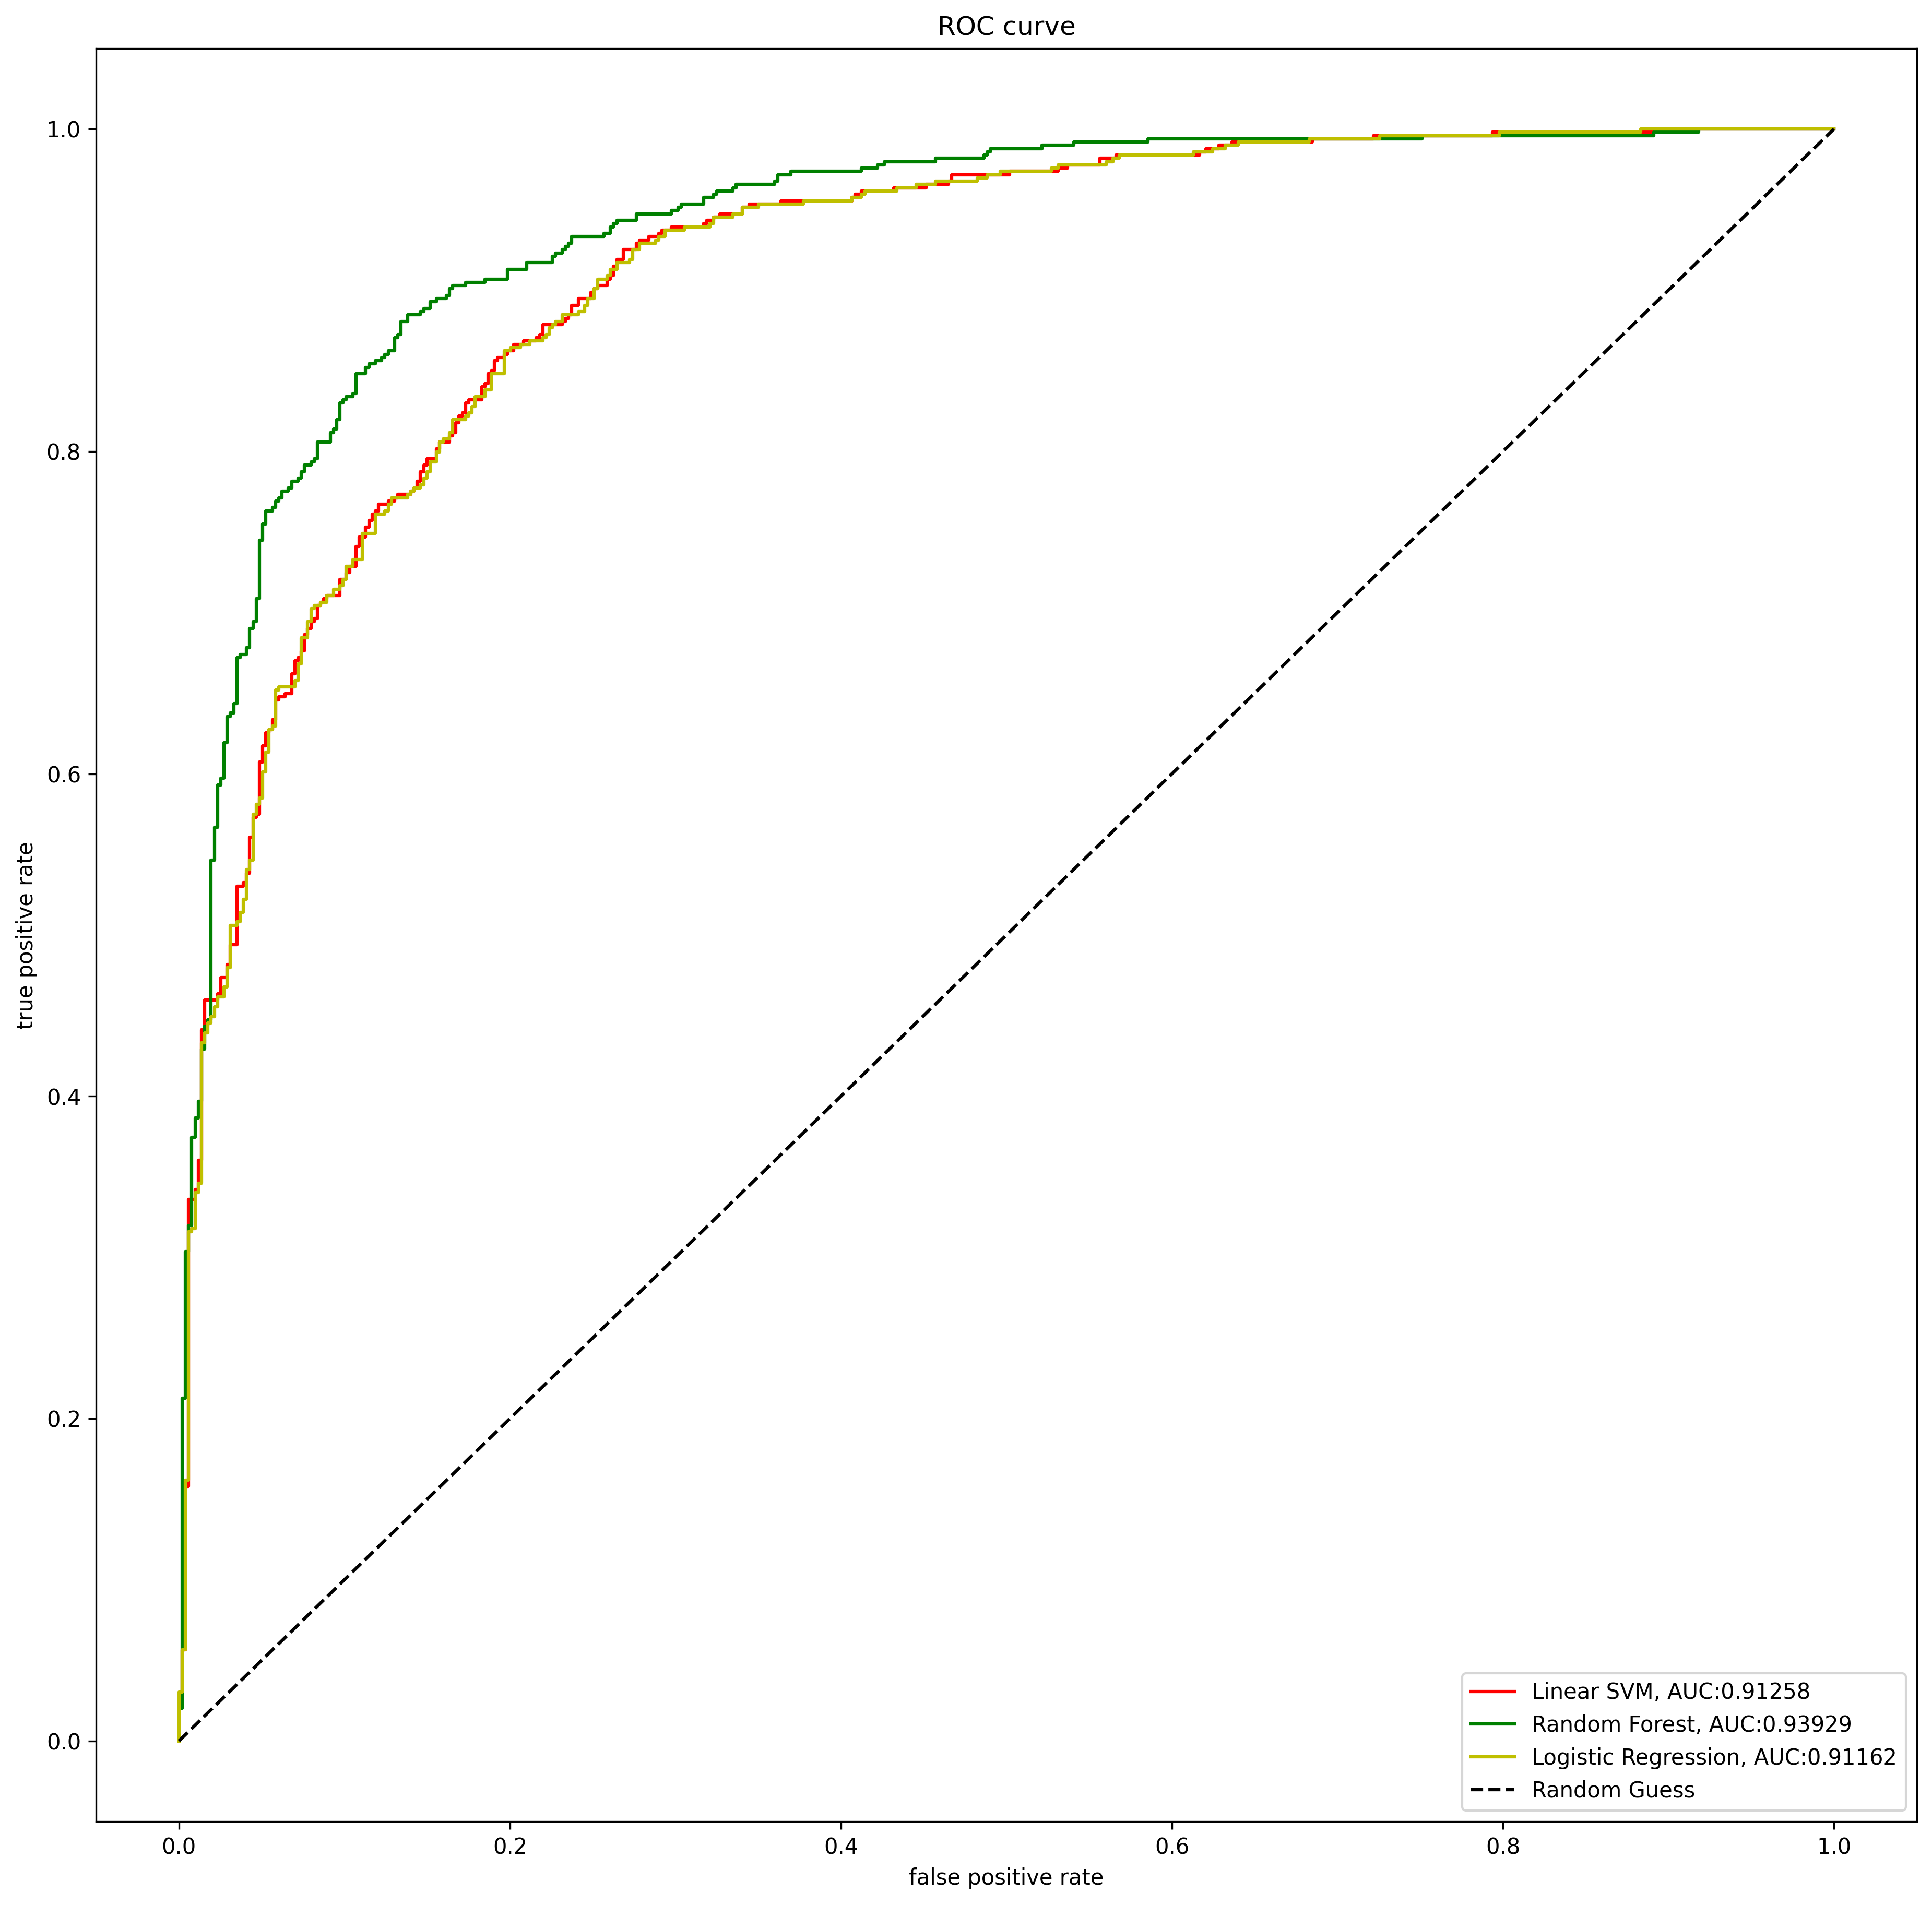 ROC curve
1.0
0.8
0.6
0.4
0.2
0.0
true positive rate
0.0 0.2 0.4 0.6 0.8 1.0
false positive rate
Linear SVM, AUC:0.91258
Random Forest, AUC:0.93929
Logistic Regression, AUC:0.91162
Random Guess